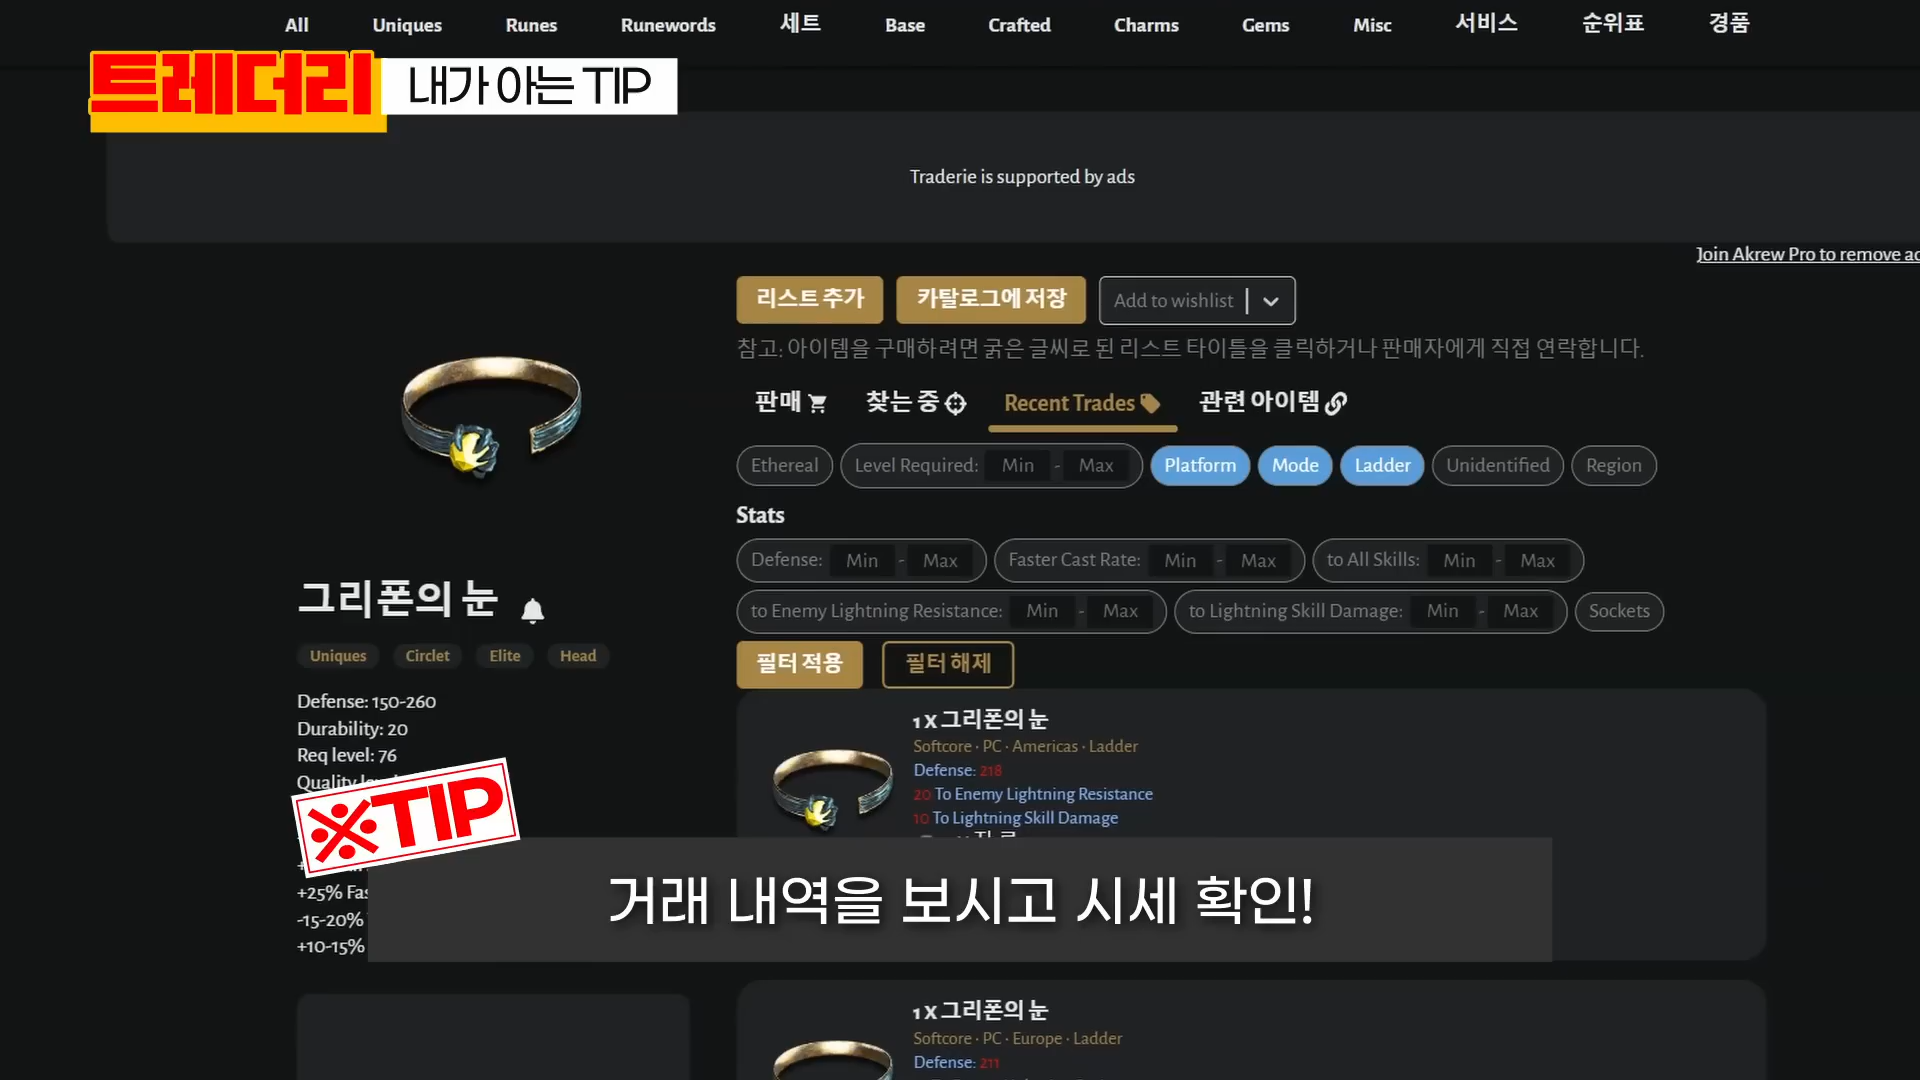 All Uniques Runes Runewords 세트 Base Crafted Charms Gems Misc 서비스 순위표 경품
트레더리 내가 아는 TIP
Traderie is supported by ads
Join Akrew Pro to remove
리스트 추가 카탈로그에 저장 Add to wishlist
참고: 아이템을 구매하려면 굵은 글씨로 된 리스트 타이틀을 클릭하거나 판매자에게 직접 연락합니다.
판매 찾는 중 Recent Trades 관련 아이템
Ethereal Level Required: Min - Max Platform Mode Ladder Unidentified Region
Stats
Defense: Min - Max Faster Cast Rate: Min - Max to All Skills: Min - Max
to Enemy Lightning Resistance: Min - Max to Lightning Skill Damage: Min - Max Sockets
필터 적용 필터 해제
그리폰의 눈
Uniques Circlet Elite Head
Defense: 150-260
Durability: 20
Req level: 76
Quality
※TIP
+25%
-15-20%
+10-15%
1 X 그리폰의 눈
Softcore · PC · Americas · Ladder
Defense: 218
20 To Enemy Lightning Resistance
10 To Lightning Skill Damage
거래 내역을 보시고 시세 확인!
1 X 그리폰의 눈
Softcore · PC · Europe · Ladder
Defense: 211